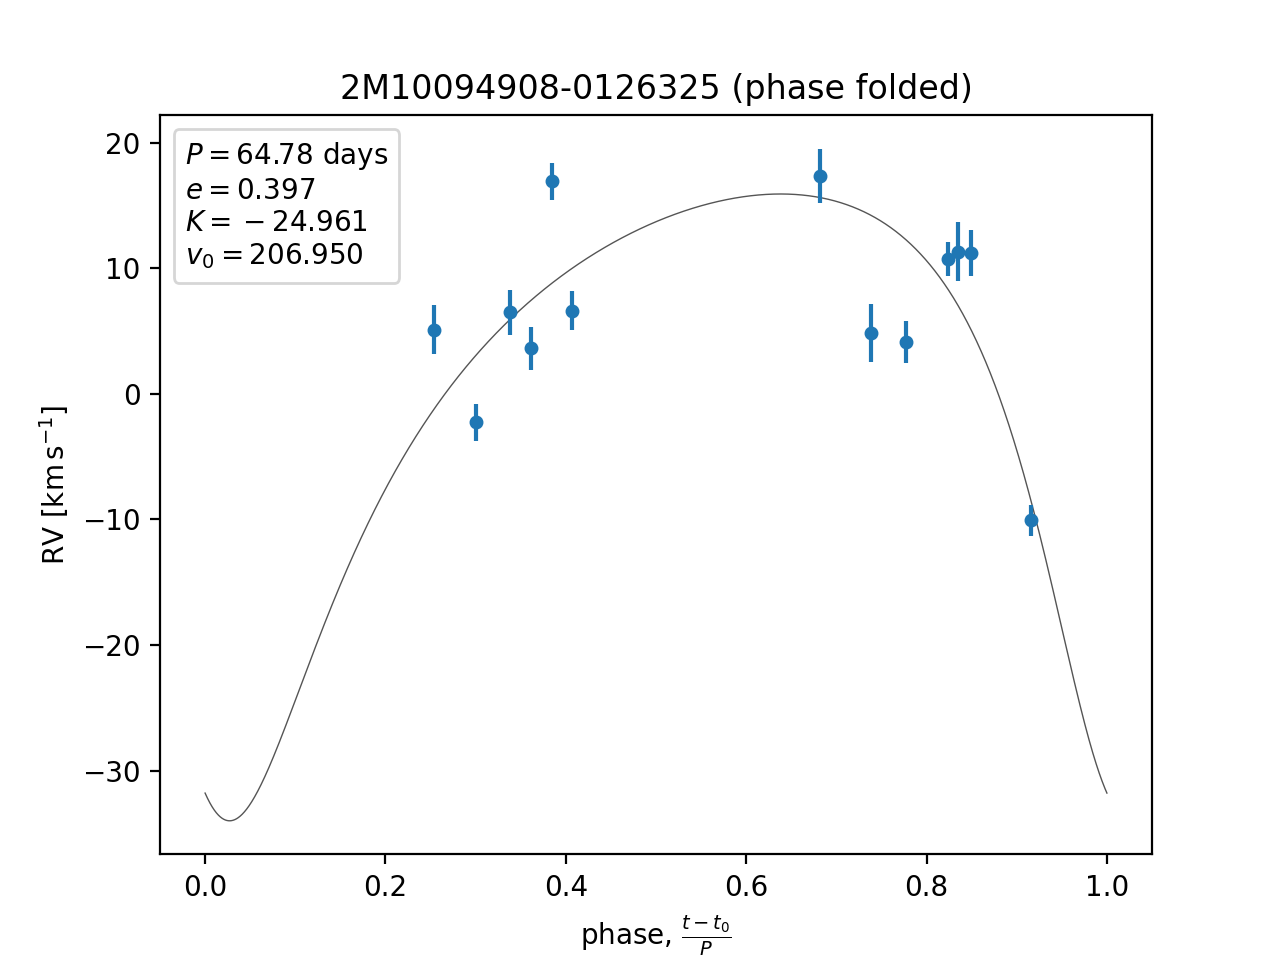 2M10094908-0126325 (phase folded)
P = 64.78 days
e = 0.397
K = −24.961
v₀ = 206.950
20
10
0
−10
−20
−30
RV [km s⁻¹]
0.0 0.2 0.4 0.6 0.8 1.0
phase, (t − t₀)/P